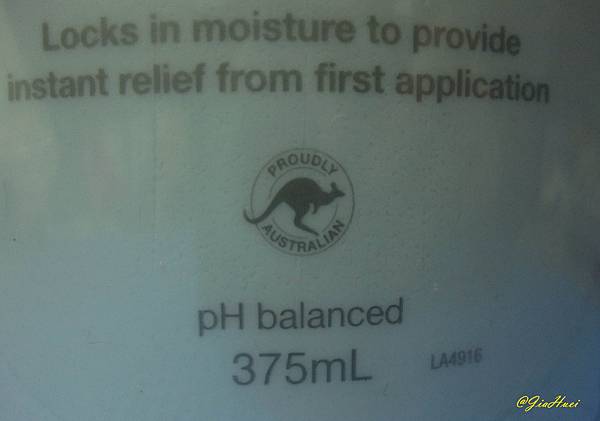 Locks in moisture to provide
instant relief from first application
PROUDLY
AUSTRALIAN
pH balanced
375mL
LA4916
@JiaHuei